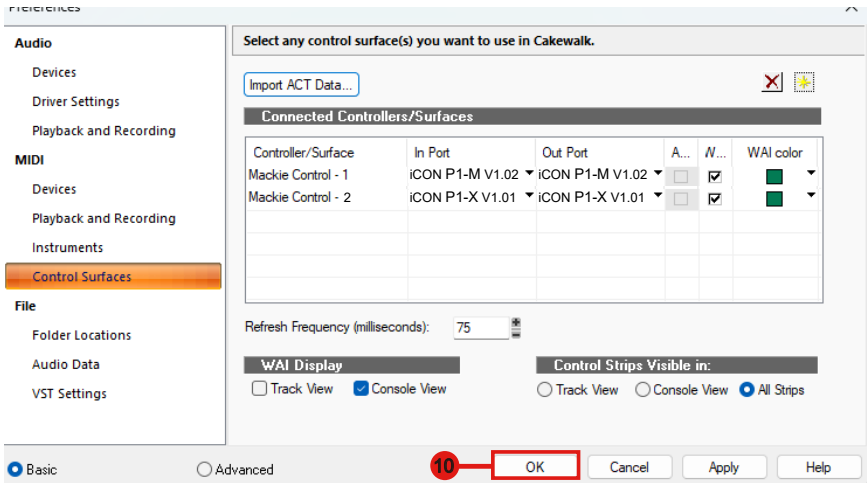 Preferences
Audio
Devices
Driver Settings
Playback and Recording
MIDI
Devices
Playback and Recording
Instruments
Control Surfaces
File
Folder Locations
Audio Data
VST Settings
Select any control surface(s) you want to use in Cakewalk.
Import ACT Data...
Connected Controllers/Surfaces
Controller/Surface In Port Out Port A... W... WAI color
Mackie Control - 1 iCON P1-M V1.02 iCON P1-M V1.02
Mackie Control - 2 iCON P1-X V1.01 iCON P1-X V1.01
Refresh Frequency (milliseconds): 75
WAI Display
Track View Console View
Control Strips Visible in:
Track View Console View All Strips
Basic Advanced
10 OK Cancel Apply Help